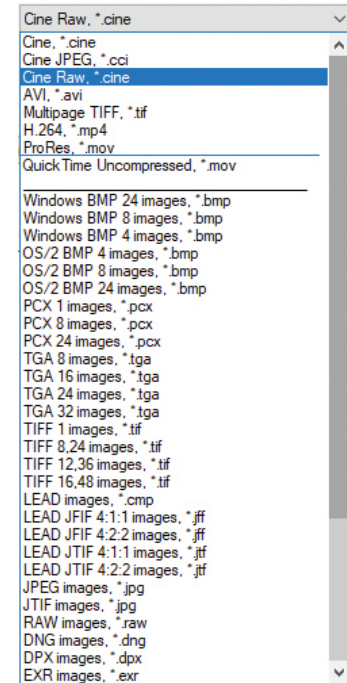 Cine Raw, *.cine
Cine, *.cine
Cine JPEG, *.cci
Cine Raw, *.cine
AVI, *.avi
Multipage TIFF, *.tif
H.264, *.mp4
ProRes, *.mov
QuickTime Uncompressed, *.mov
Windows BMP 24 images, *.bmp
Windows BMP 8 images, *.bmp
Windows BMP 4 images, *.bmp
OS/2 BMP 4 images, *.bmp
OS/2 BMP 8 images, *.bmp
OS/2 BMP 24 images, *.bmp
PCX 1 images, *.pcx
PCX 8 images, *.pcx
PCX 24 images, *.pcx
TGA 8 images, *.tga
TGA 16 images, *.tga
TGA 24 images, *.tga
TGA 32 images, *.tga
TIFF 1 images, *.tif
TIFF 8,24 images, *.tif
TIFF 12,36 images, *.tif
TIFF 16,48 images, *.tif
LEAD images, *.cmp
LEAD JFIF 4:1:1 images, *.jff
LEAD JFIF 4:2:2 images, *.jff
LEAD JTIF 4:1:1 images, *.jtf
LEAD JTIF 4:2:2 images, *.jtf
JPEG images, *.jpg
JTIF images, *.jpg
RAW images, *.raw
DNG images, *.dng
DPX images, *.dpx
EXR images, *.exr